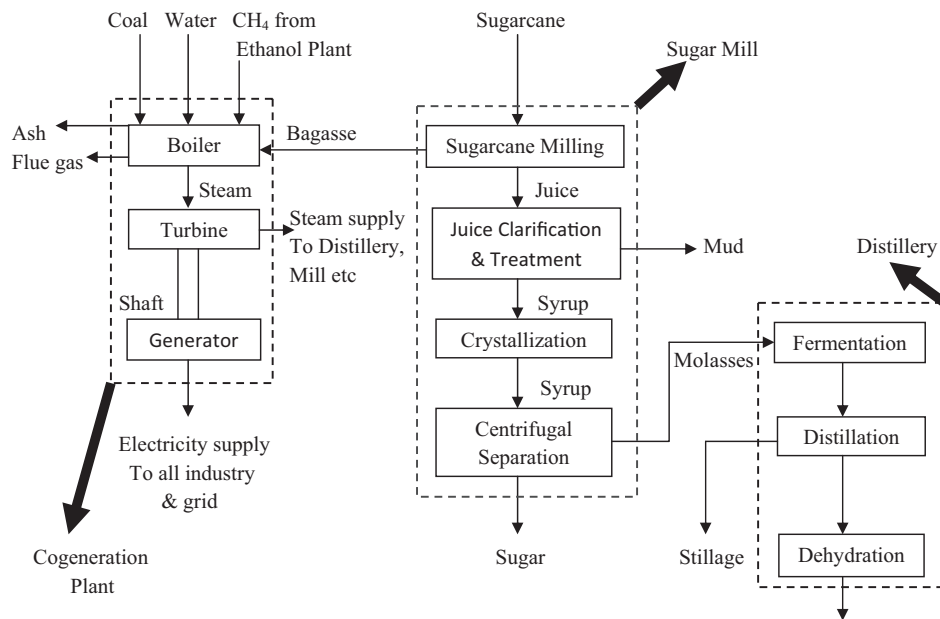 Coal
Water
CH₄ from
Ethanol Plant
Sugarcane
Sugar Mill
Ash
Flue gas
Boiler
Bagasse
Sugarcane Milling
Steam
Juice
Turbine
Steam supply
To Distillery,
Mill etc
Juice Clarification
& Treatment
Mud
Distillery
Shaft
Syrup
Generator
Crystallization
Molasses
Fermentation
Syrup
Electricity supply
To all industry
& grid
Centrifugal
Separation
Distillation
Cogeneration
Plant
Sugar
Stillage
Dehydration